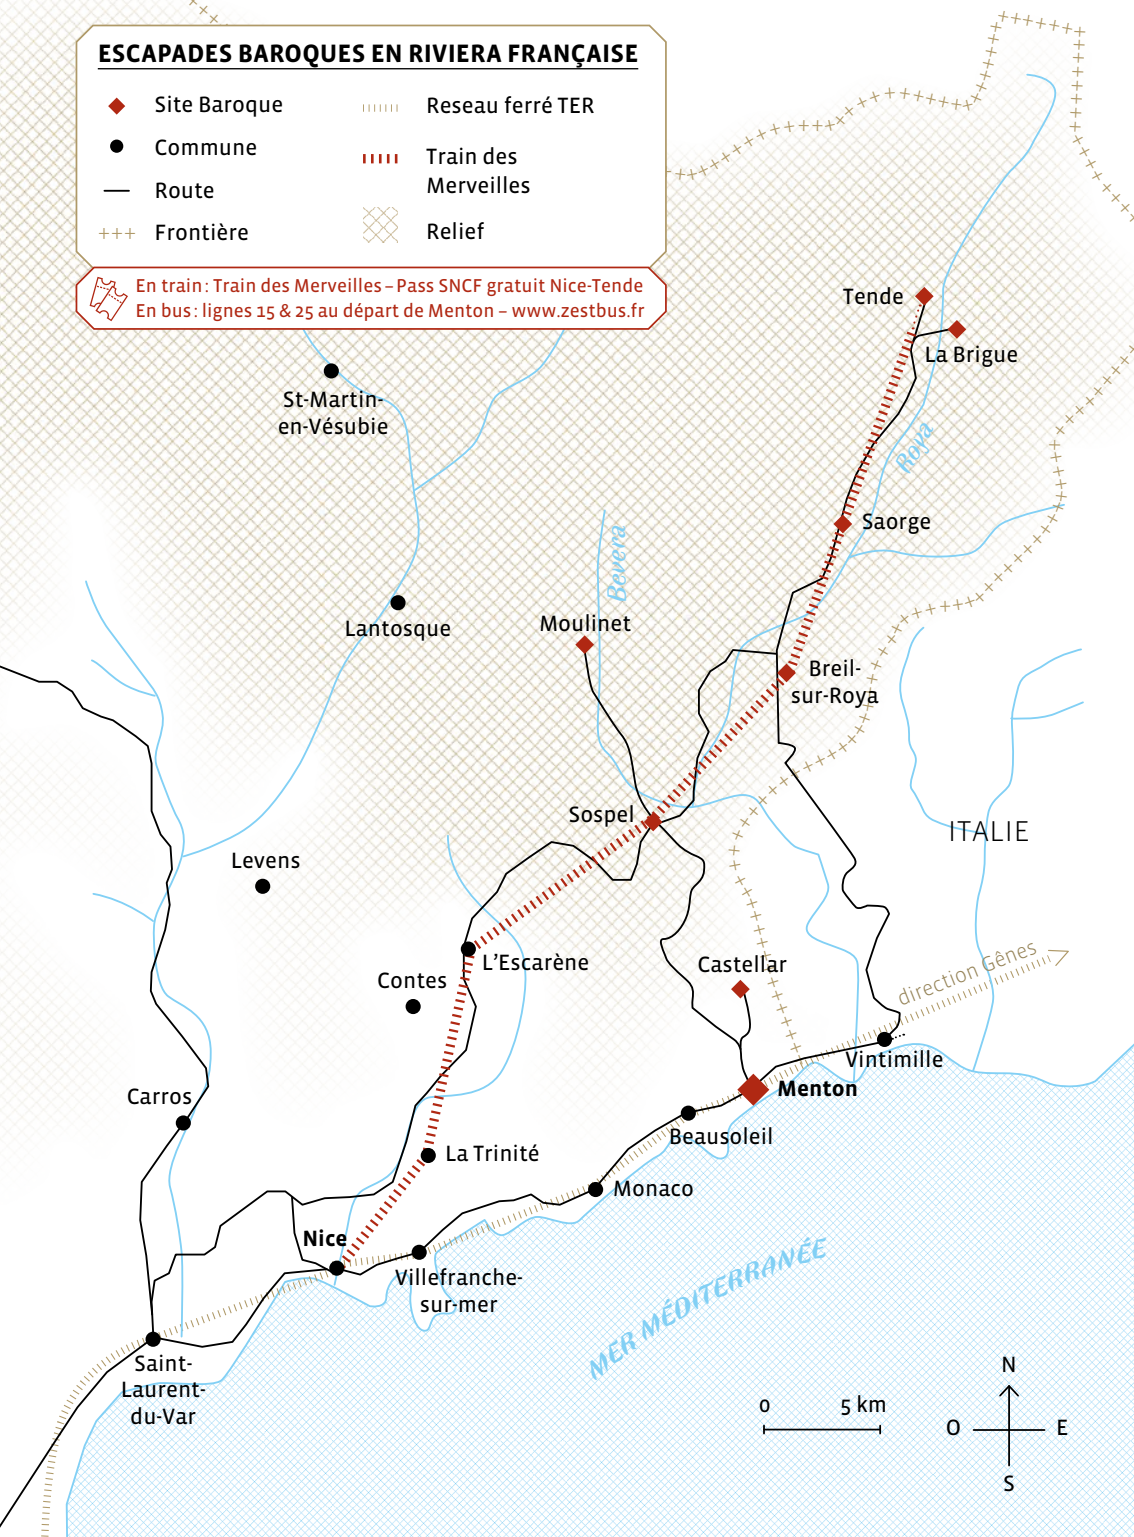 ESCAPADES BAROQUES EN RIVIERA FRANÇAISE
Site Baroque
Commune
Route
Frontière
Reseau ferré TER
Train des
Merveilles
Relief
En train : Train des Merveilles – Pass SNCF gratuit Nice-Tende
En bus : lignes 15 & 25 au départ de Menton – www.zestbus.fr
Tende
La Brigue
St-Martin-
en-Vésubie
Roya
Saorge
Bevera
Lantosque
Moulinet
Breil-
sur-Roya
Sospel
ITALIE
Levens
L'Escarène
Castellar
direction Gênes
Contes
Vintimille
Menton
Carros
Beausoleil
La Trinité
Monaco
Nice
Villefranche-
sur-mer
MER MÉDITERRANÉE
Saint-
Laurent-
du-Var
0 5 km
N
O E
S